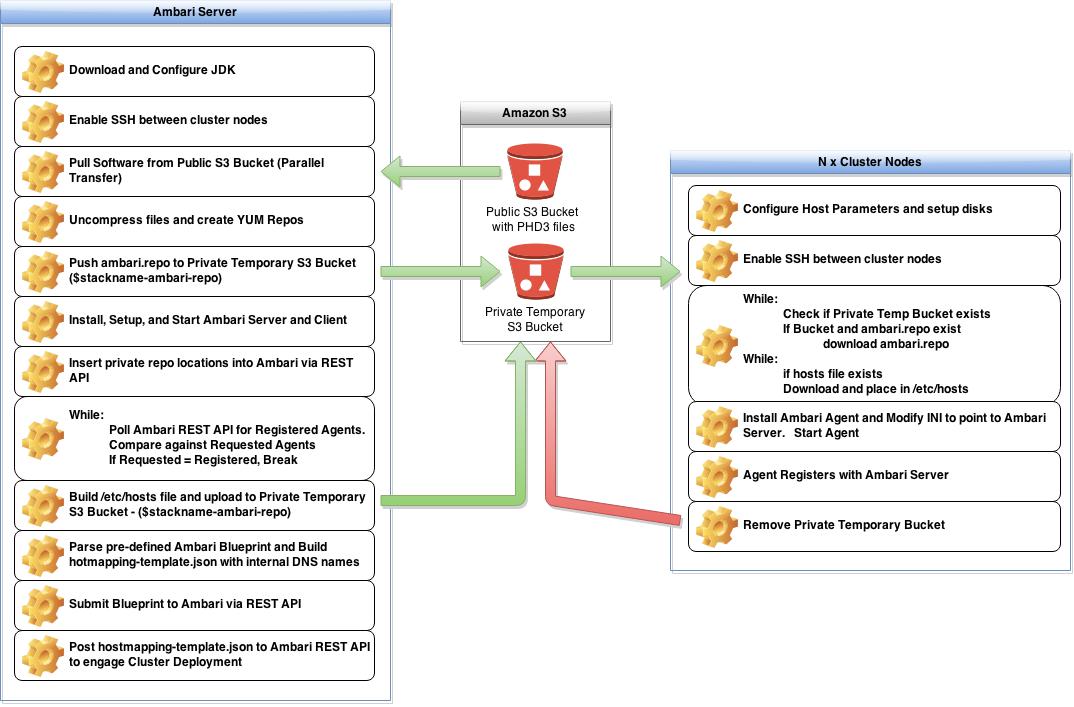 Ambari Server
Download and Configure JDK
Enable SSH between cluster nodes
Pull Software from Public S3 Bucket (Parallel
Transfer)
Uncompress files and create YUM Repos
Push ambari.repo to Private Temporary S3 Bucket
($stackname-ambari-repo)
Install, Setup, and Start Ambari Server and Client
Insert private repo locations into Ambari via REST
API
While:
Poll Ambari REST API for Registered Agents.
Compare against Requested Agents
If Requested = Registered, Break
Build /etc/hosts file and upload to Private Temporary
S3 Bucket - ($stackname-ambari-repo)
Parse pre-defined Ambari Blueprint and Build
hotmapping-template.json with internal DNS names
Submit Blueprint to Ambari via REST API
Post hostmapping-template.json to Ambari REST API
to engage Cluster Deployment
Amazon S3
Public S3 Bucket
with PHD3 files
Private Temporary
S3 Bucket
N x Cluster Nodes
Configure Host Parameters and setup disks
Enable SSH between cluster nodes
While:
Check if Private Temp Bucket exists
If Bucket and ambari.repo exist
download ambari.repo
While:
if hosts file exists
Download and place in /etc/hosts
Install Ambari Agent and Modify INI to point to Ambari
Server. Start Agent
Agent Registers with Ambari Server
Remove Private Temporary Bucket